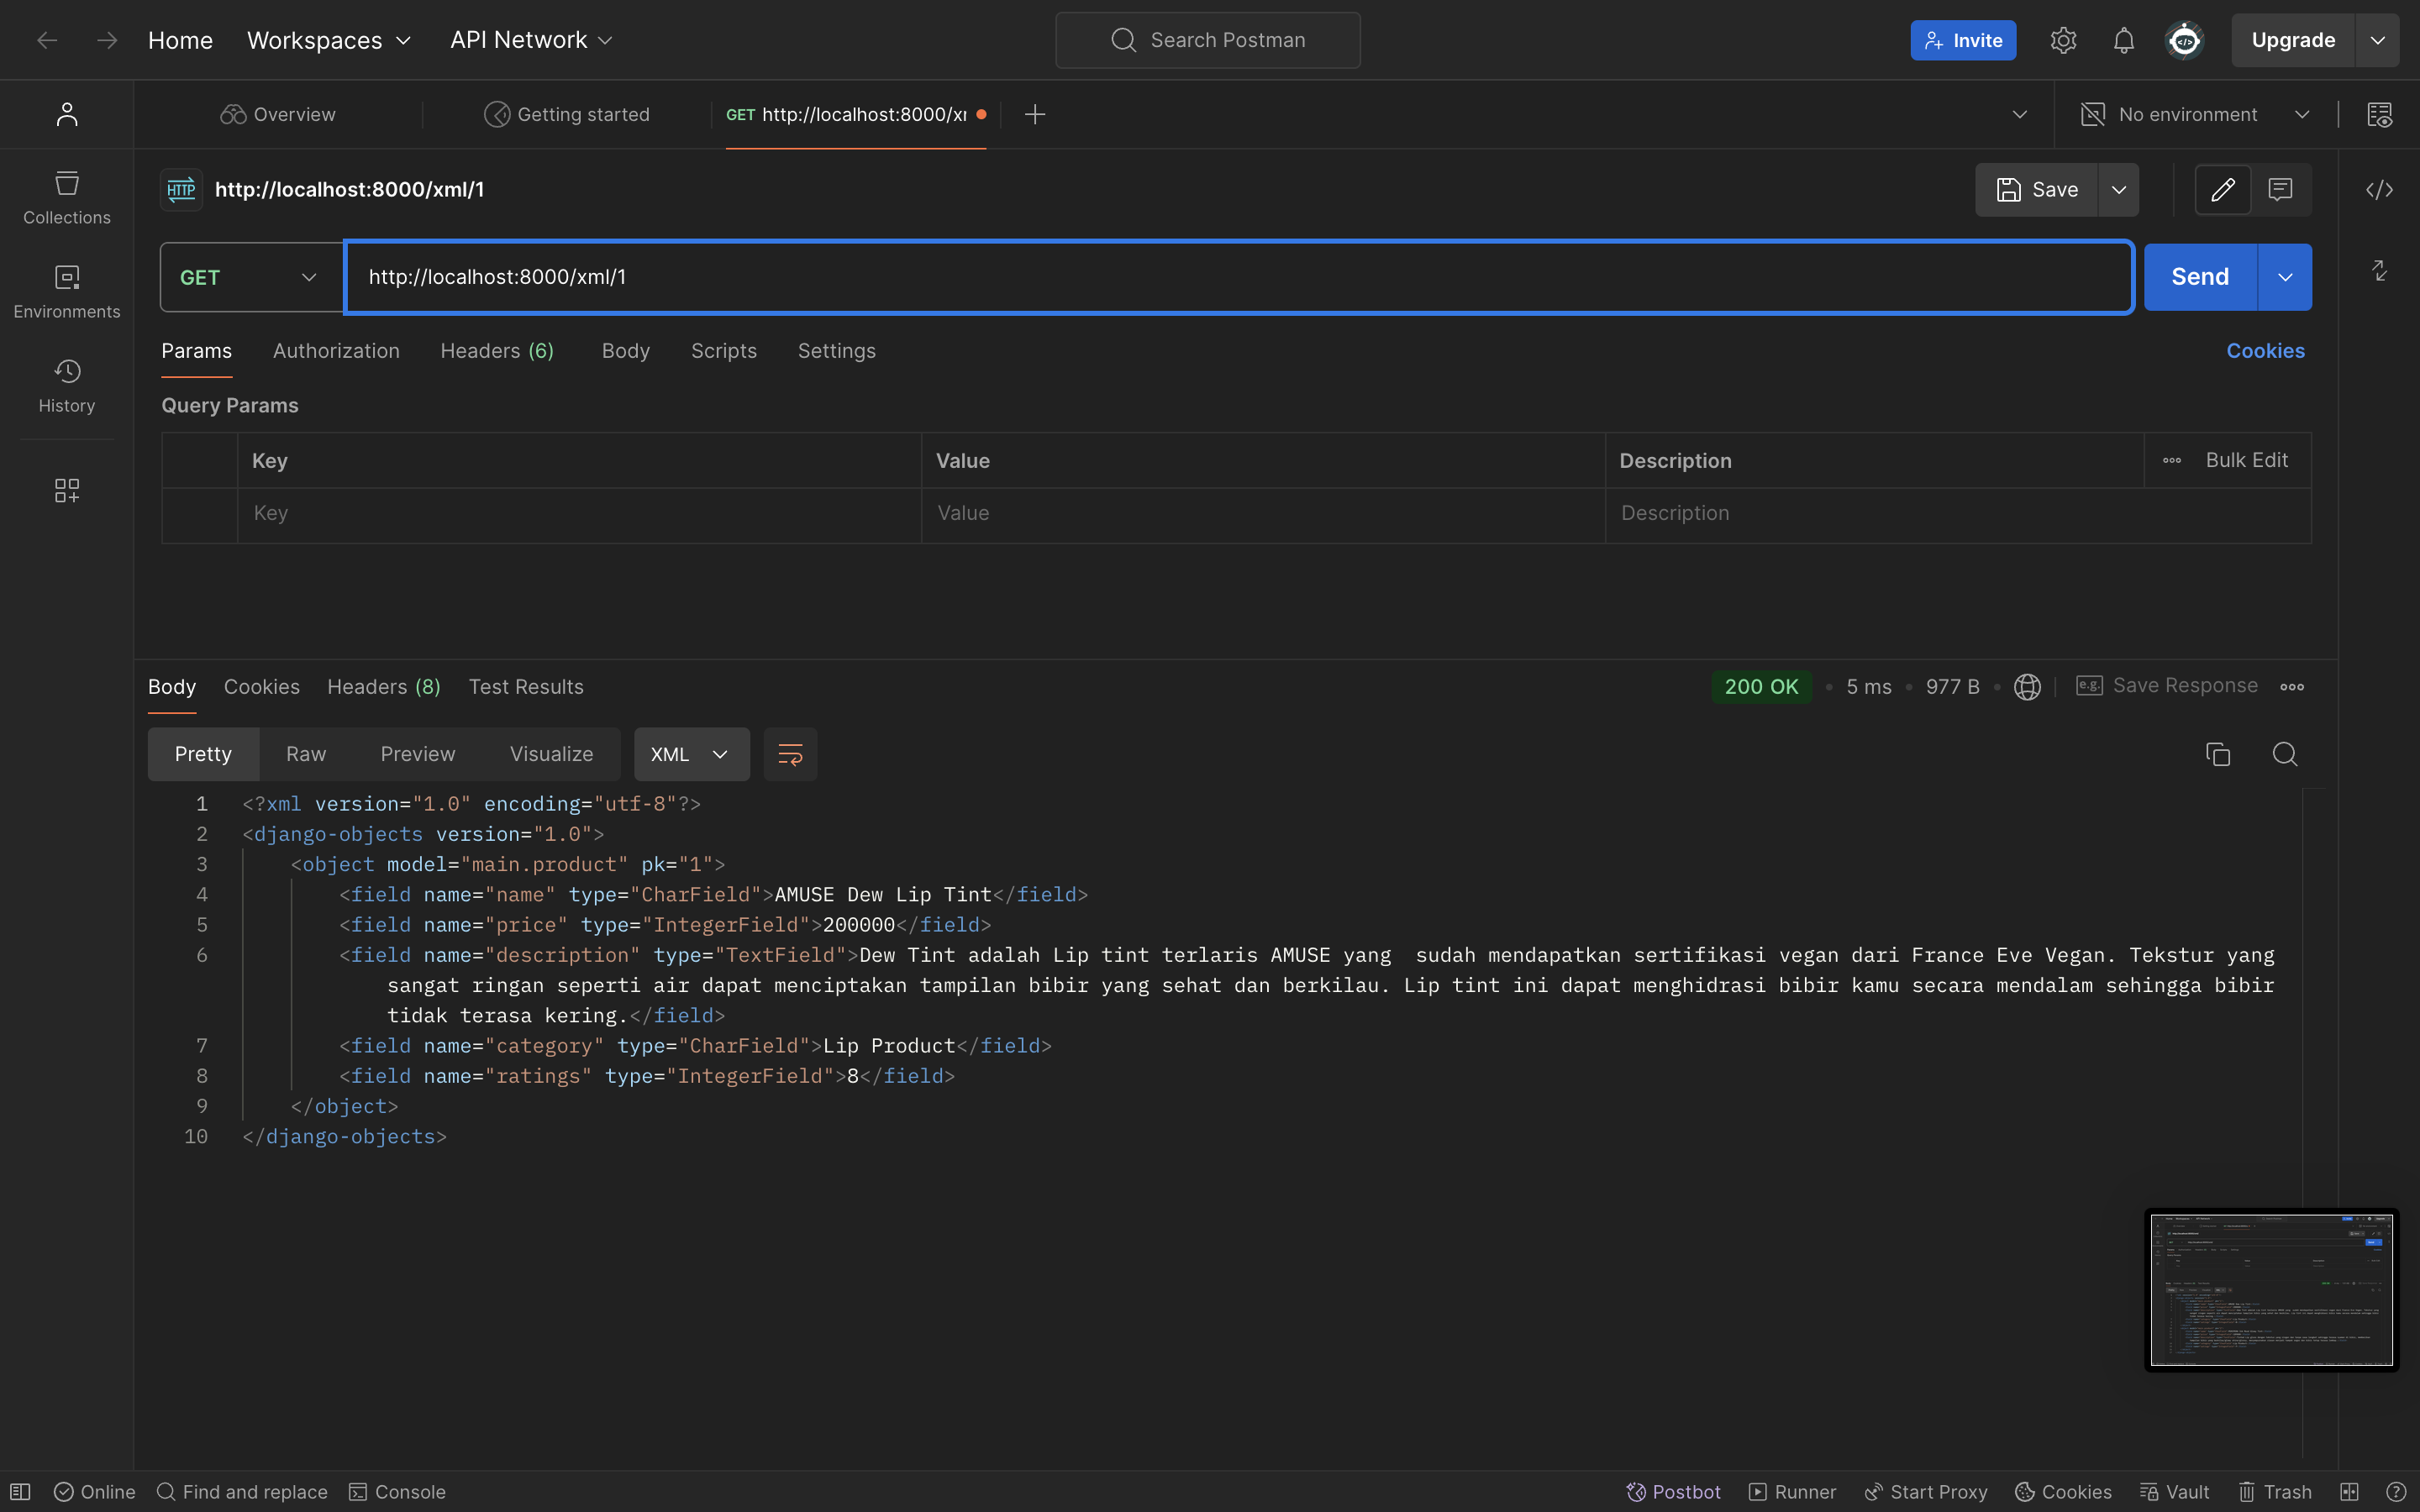 Home Workspaces API Network Search Postman Invite Upgrade
Overview Getting started GET http://localhost:8000/xr No environment
HTTP http://localhost:8000/xml/1 Save
Collections
GET http://localhost:8000/xml/1 Send
Environments
Params Authorization Headers (6) Body Scripts Settings Cookies
History
Query Params
Key Value Description Bulk Edit
Key Value Description
Body Cookies Headers (8) Test Results 200 OK 5 ms 977 B e.g. Save Response
Pretty Raw Preview Visualize XML
1 <?xml version="1.0" encoding="utf-8"?>
2 <django-objects version="1.0">
3 <object model="main.product" pk="1">
4 <field name="name" type="CharField">AMUSE Dew Lip Tint</field>
5 <field name="price" type="IntegerField">200000</field>
6 <field name="description" type="TextField">Dew Tint adalah Lip tint terlaris AMUSE yang  sudah mendapatkan sertifikasi vegan dari France Eve Vegan. Tekstur yang
sangat ringan seperti air dapat menciptakan tampilan bibir yang sehat dan berkilau. Lip tint ini dapat menghidrasi bibir kamu secara mendalam sehingga bibir
tidak terasa kering.</field>
7 <field name="category" type="CharField">Lip Product</field>
8 <field name="ratings" type="IntegerField">8</field>
9 </object>
10 </django-objects>
Online Find and replace Console Postbot Runner Start Proxy Cookies Vault Trash